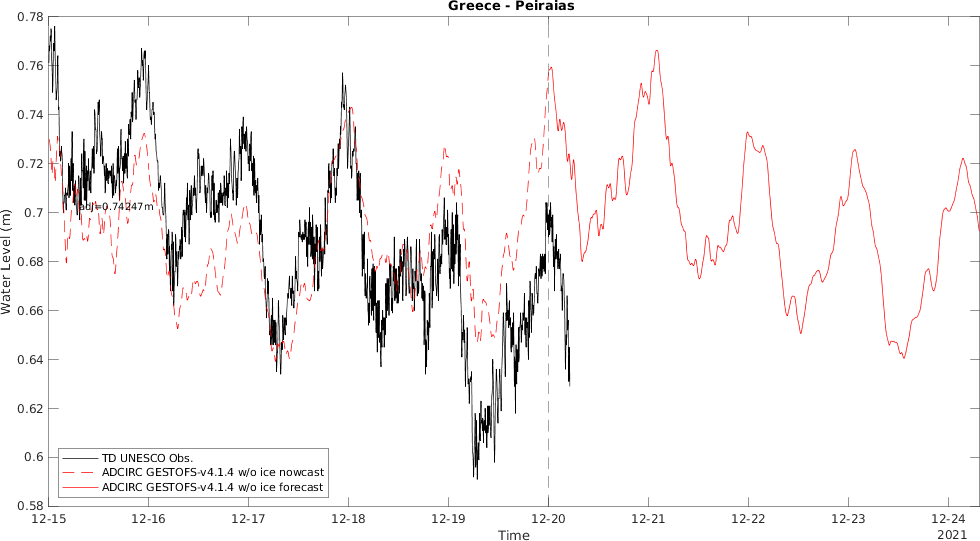 Greece - Peiraias
0.78
0.76
0.74
0.72
0.7
0.68
0.66
0.64
0.62
0.6
0.58
Water Level (m)
adj=0.74247m
TD UNESCO Obs.
ADCIRC GESTOFS-v4.1.4 w/o ice nowcast
ADCIRC GESTOFS-v4.1.4 w/o ice forecast
12-15 12-16 12-17 12-18 12-19 12-20 12-21 12-22 12-23 12-24
Time
2021